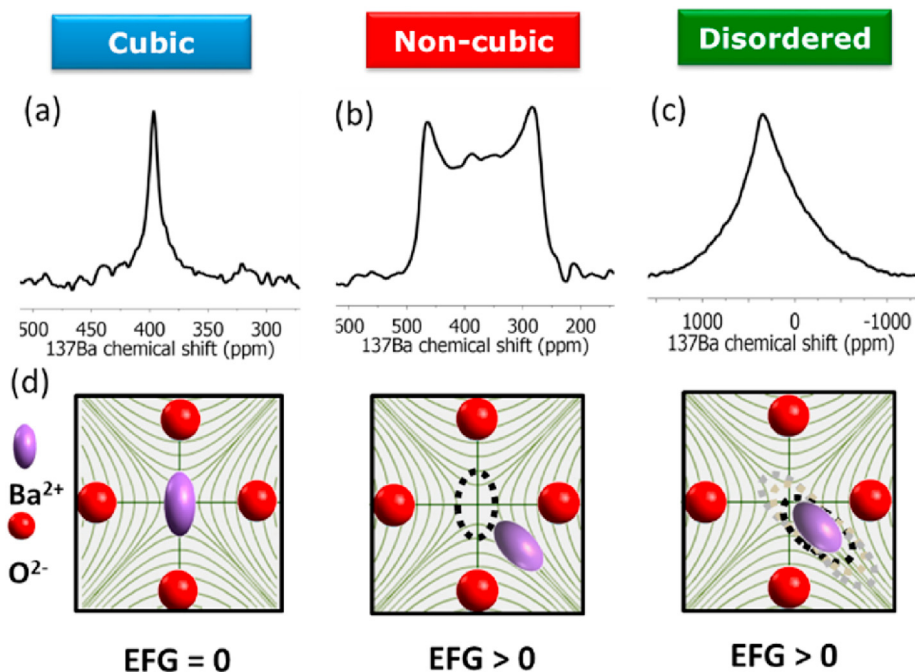 Cubic
Non-cubic
Disordered
(a)
(b)
(c)
500 450 400 350 300
137Ba chemical shift (ppm)
600 500 400 300 200
137Ba chemical shift (ppm)
1000 0 -1000
137Ba chemical shift (ppm)
(d)
Ba²⁺
O²⁻
EFG = 0
EFG > 0
EFG > 0